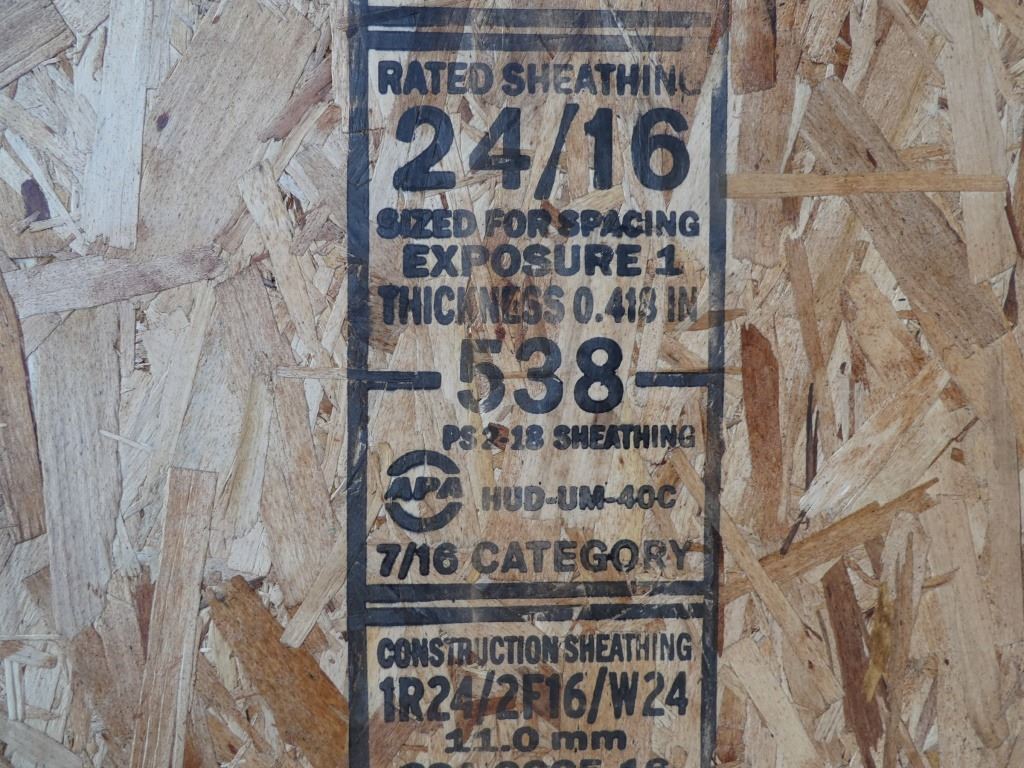 RATED SHEATHING
24/16
SIZED FOR SPACING
EXPOSURE 1
THICKNESS 0.418 IN
538
PS 2-18 SHEATHING
APA
HUD-UM-40C
7/16 CATEGORY
CONSTRUCTION SHEATHING
1R24/2F16/W24
11.0 mm